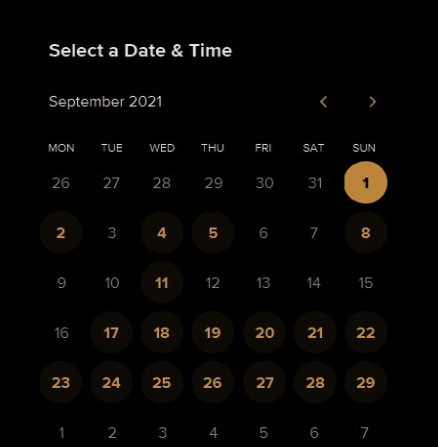 Select a Date & Time
September 2021
MON TUE WED THU FRI SAT SUN
26 27 28 29 30 31 1
2 3 4 5 6 7 8
9 10 11 12 13 14 15
16 17 18 19 20 21 22
23 24 25 26 27 28 29
1 2 3 4 5 6 7